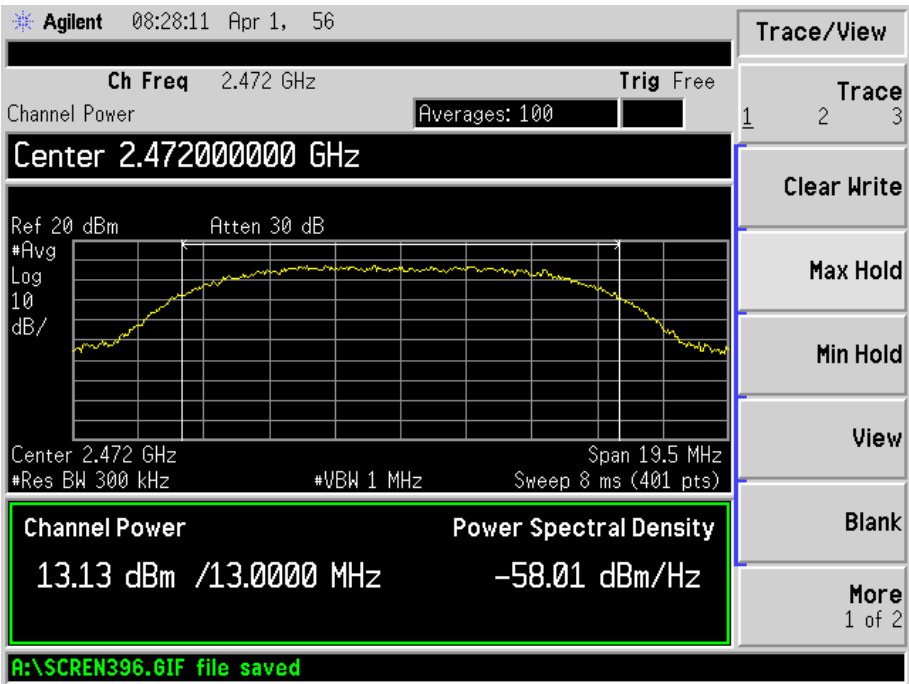 Agilent 08:28:11 Apr 1, 56
Trace/View
Ch Freq 2.472 GHz Trig Free
Channel Power Averages: 100
Trace
1 2 3
Center 2.472000000 GHz
Clear Write
Ref 20 dBm Atten 30 dB
#Avg
Log
10
dB/
Max Hold
Min Hold
Center 2.472 GHz Span 19.5 MHz
#Res BW 300 kHz #VBW 1 MHz Sweep 8 ms (401 pts)
View
Channel Power Power Spectral Density
13.13 dBm /13.0000 MHz -58.01 dBm/Hz
Blank
More
1 of 2
A:\SCREN396.GIF file saved